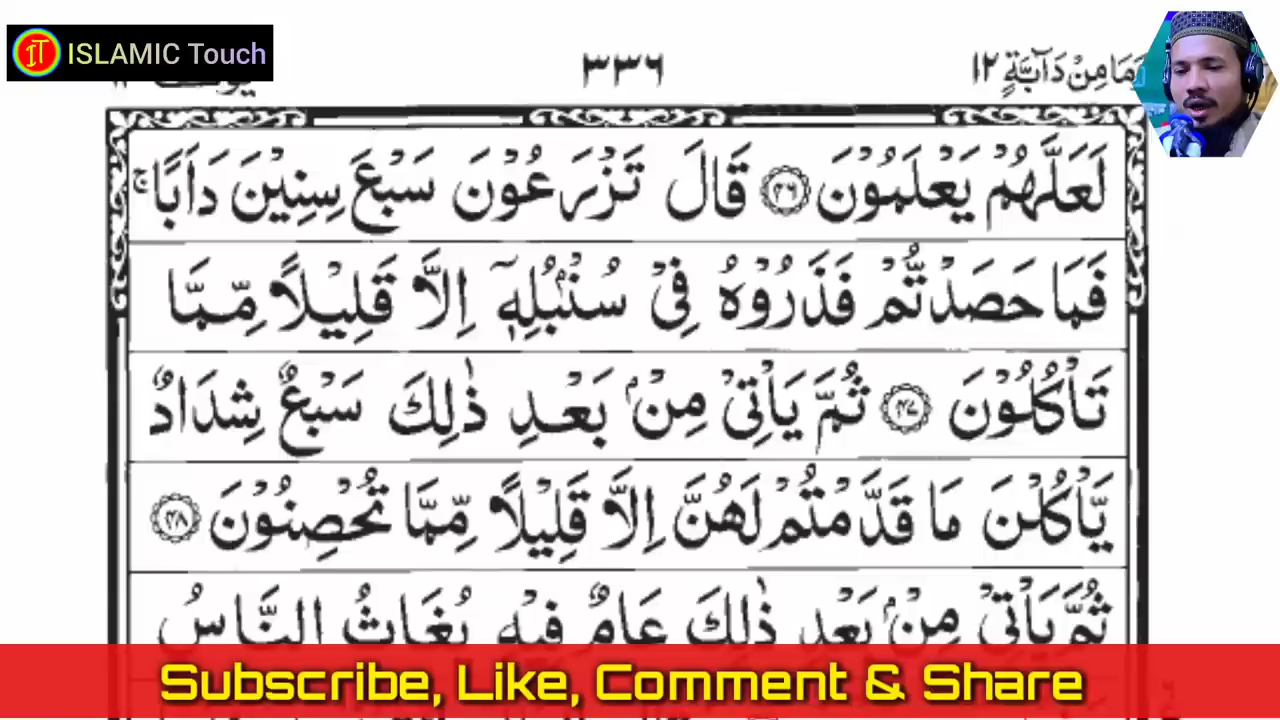 ISLAMIC Touch
٣٣٦
وَمَا مِنْ دَآبَّةٍ ١٢
لَعَلَّهُمْ يَعْلَمُوْنَ ﴿٤٦﴾ قَالَ تَزْرَعُوْنَ سَبْعَ سِنِيْنَ دَاَبًا ۚ
فَمَا حَصَدْتُّمْ فَذَرُوْهُ فِيْ سُنْۢبُلِهٖٓ اِلَّا قَلِيْلًا مِّمَّا
تَاْكُلُوْنَ ﴿٤٧﴾ ثُمَّ يَاْتِيْ مِنْۢ بَعْدِ ذٰلِكَ سَبْعٌ شِدَادٌ
يَّاْكُلْنَ مَا قَدَّمْتُمْ لَهُنَّ اِلَّا قَلِيْلًا مِّمَّا تُحْصِنُوْنَ ﴿٤٨﴾
ثُمَّ يَاْتِيْ مِنْۢ بَعْدِ ذٰلِكَ عَامٌ فِيْهِ يُغَاثُ النَّاسُ
Subscribe, Like, Comment & Share